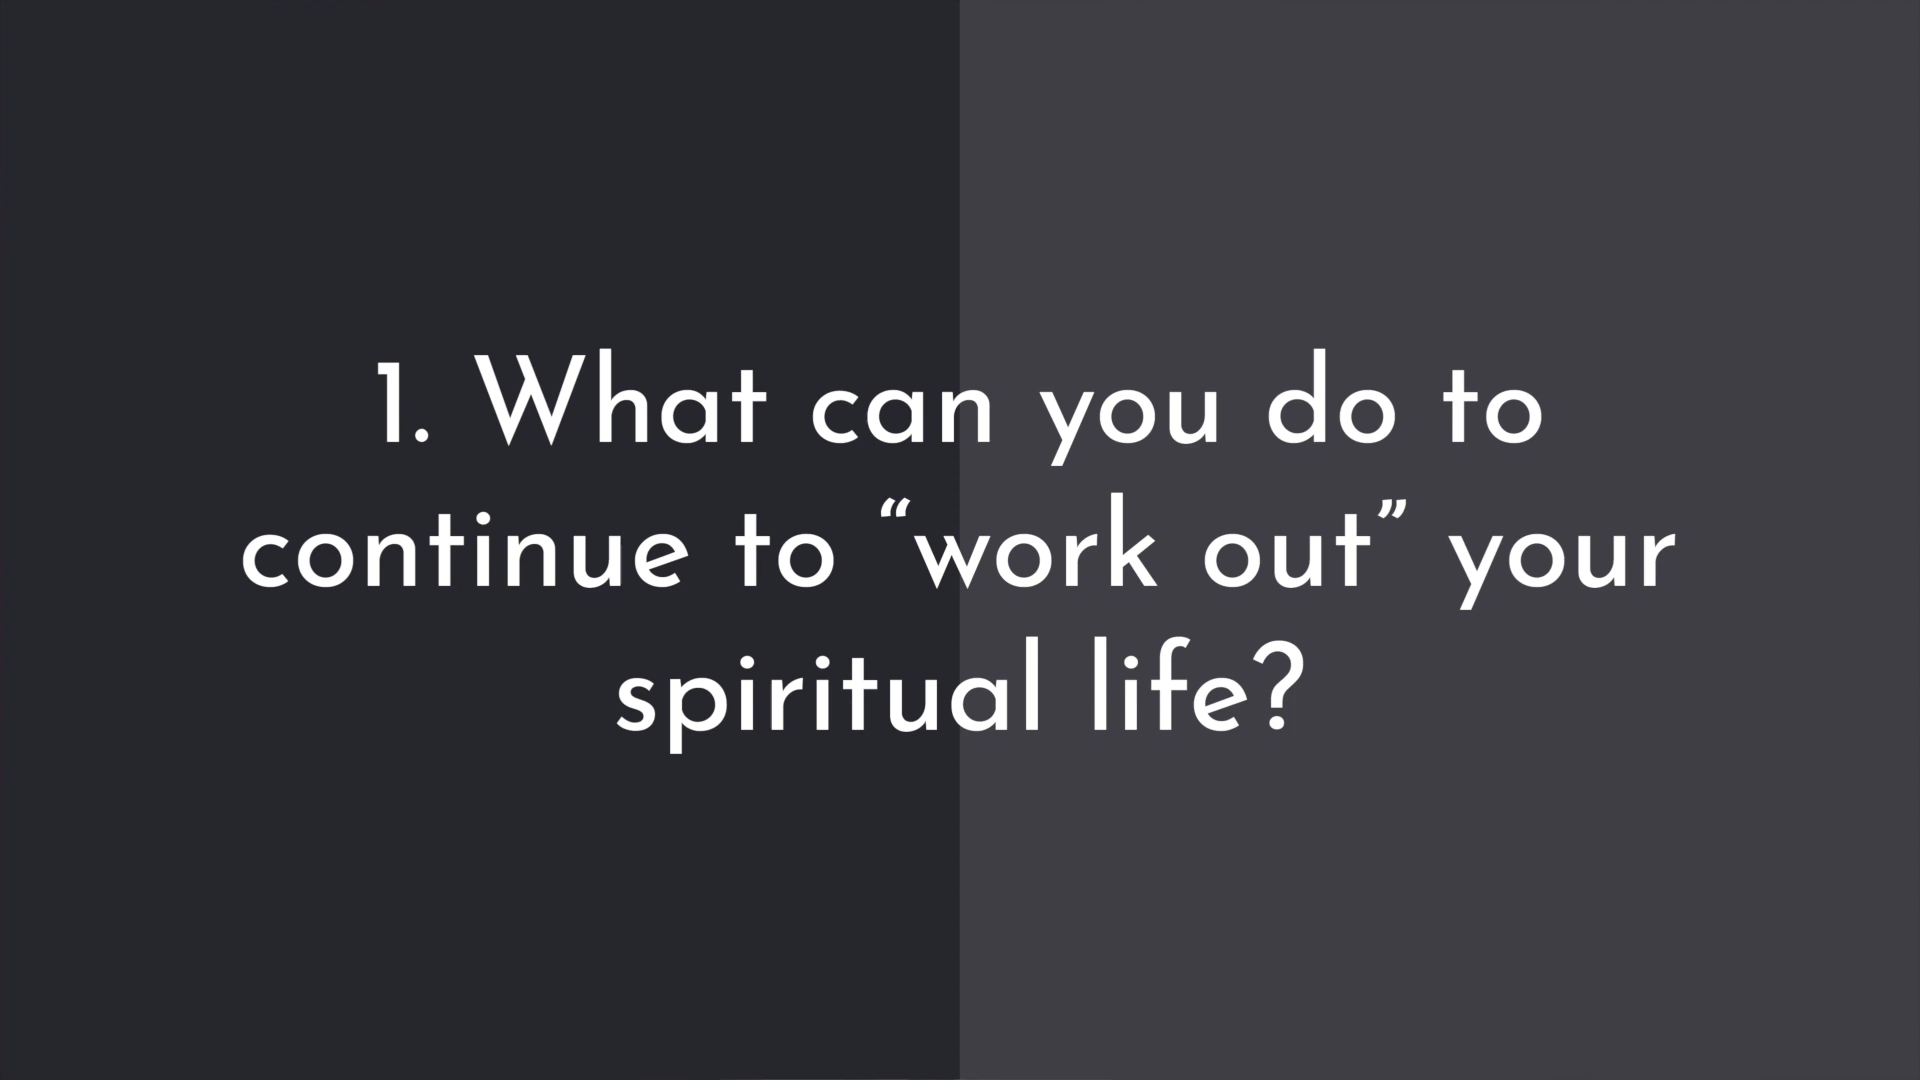 1. What can you do to
continue to “work out” your
spiritual life?